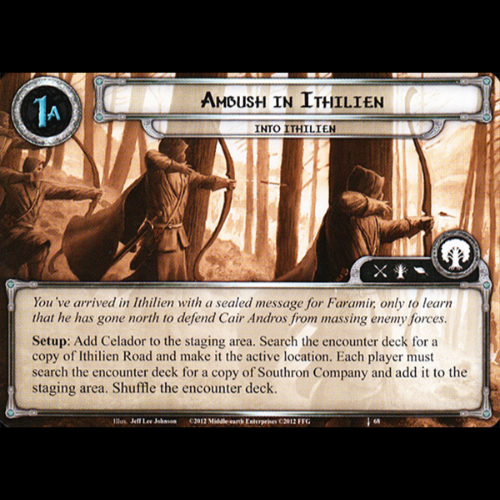 1A
AMBUSH IN ITHILIEN
INTO ITHILIEN
You've arrived in Ithilien with a sealed message for Faramir, only to learn
that he has gone north to defend Cair Andros from massing enemy forces.
Setup: Add Celador to the staging area. Search the encounter deck for a
copy of Ithilien Road and make it the active location. Each player must
search the encounter deck for a copy of Southron Company and add it to the
staging area. Shuffle the encounter deck.
Illus. Jeff Lee Johnson ©2012 Middle-earth Enterprises ©2012 FFG 68